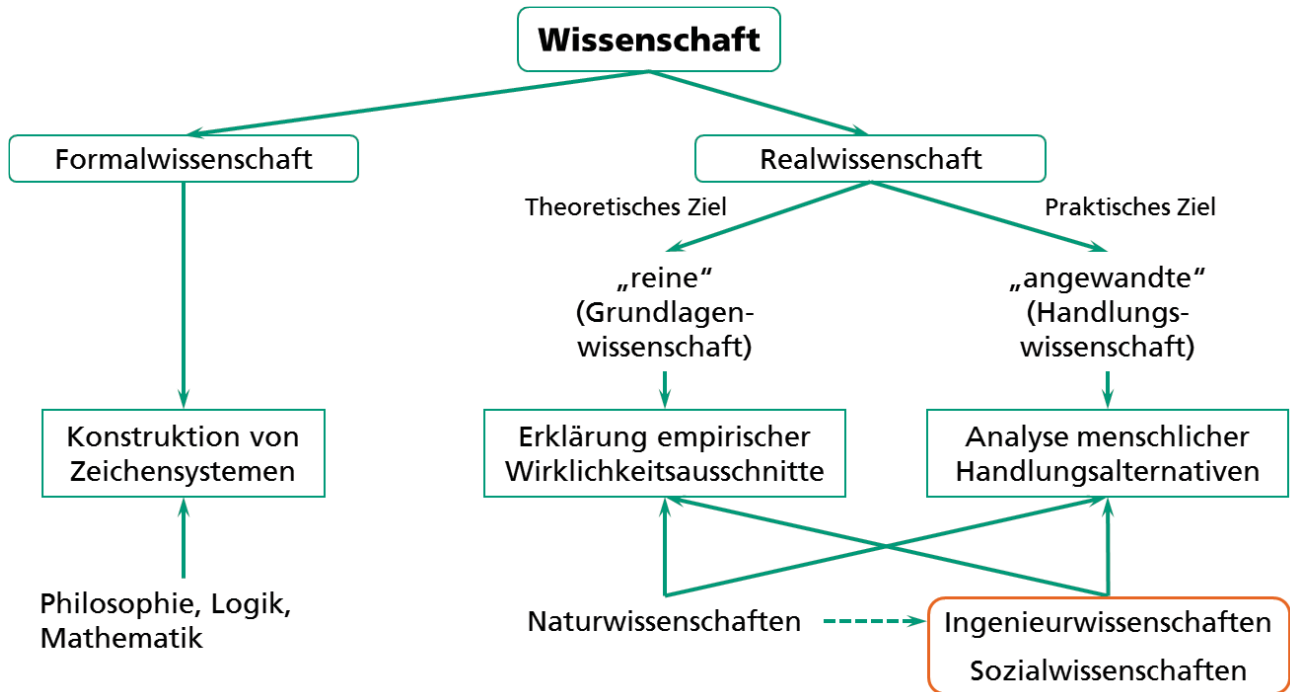 Wissenschaft
Formalwissenschaft
Realwissenschaft
Theoretisches Ziel
Praktisches Ziel
„reine“
(Grundlagen-
wissenschaft)
„angewandte“
(Handlungs-
wissenschaft)
Konstruktion von
Zeichensystemen
Erklärung empirischer
Wirklichkeitsausschnitte
Analyse menschlicher
Handlungsalternativen
Philosophie, Logik,
Mathematik
Naturwissenschaften
Ingenieurwissenschaften
Sozialwissenschaften